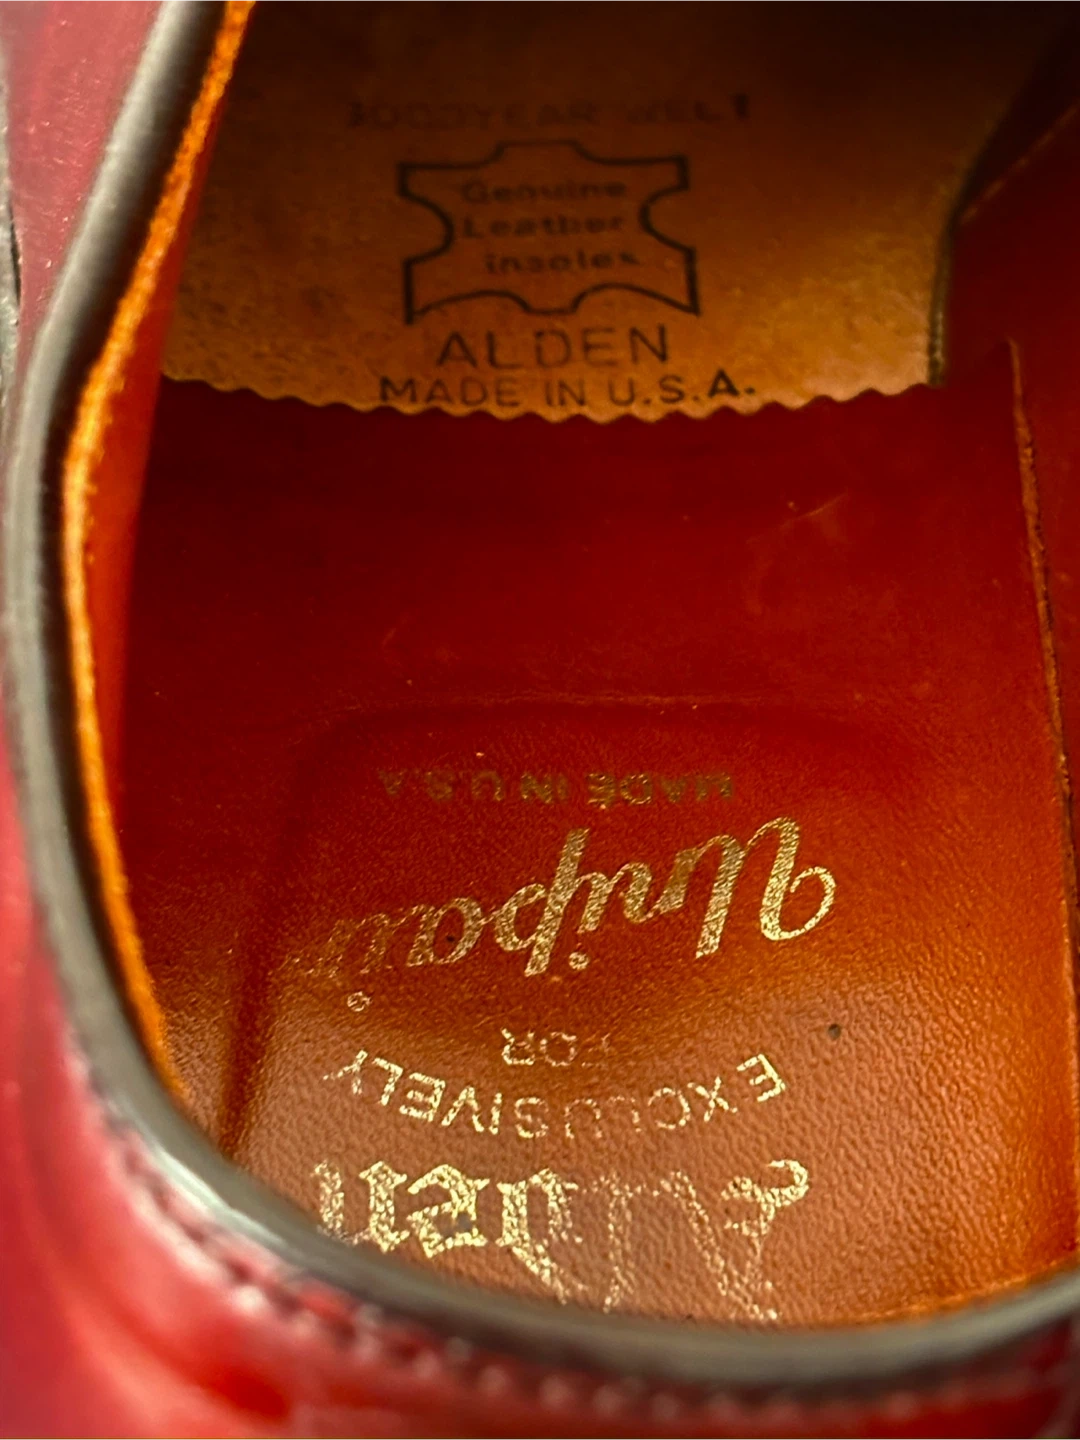 GOODYEAR WELT
Genuine
Leather
insoles
ALDEN
MADE IN U.S.A.
Alden
EXCLUSIVELY
FOR
Unipair
MADE IN U.S.A